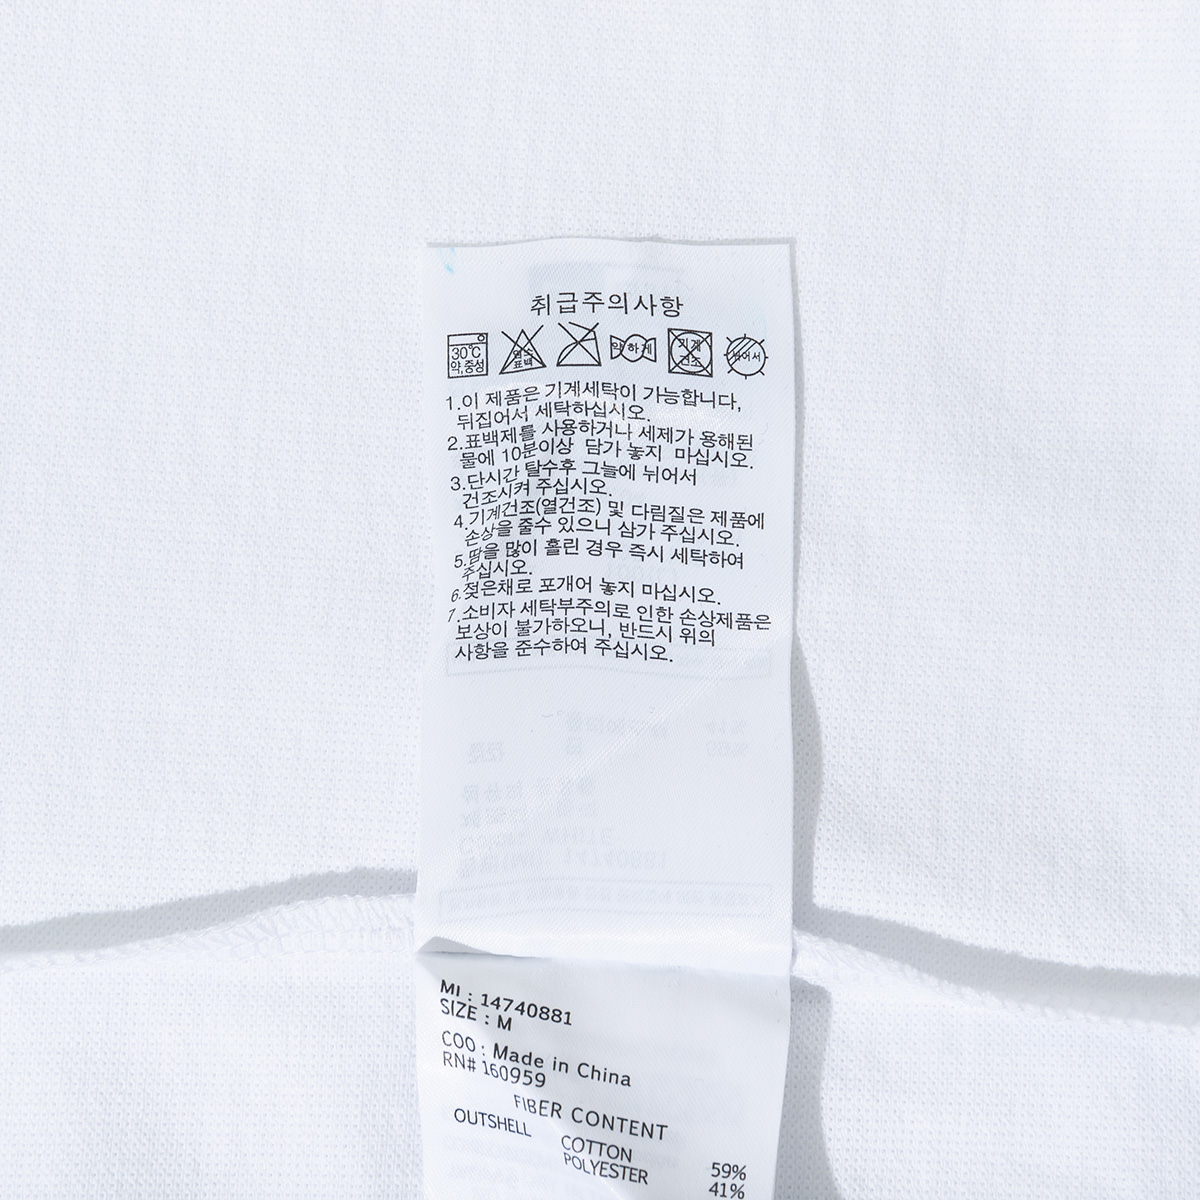 취급주의사항
30℃
약,중성
염소
표백
약하게
기계
건조
뉘어서
1.이 제품은 기계세탁이 가능합니다,
뒤집어서 세탁하십시오.
2.표백제를 사용하거나 세제가 용해된
물에 10분이상 담가 놓지 마십시오.
3.단시간 탈수후 그늘에 뉘어서
건조시켜 주십시오.
4.기계건조(열건조) 및 다림질은 제품에
손상을 줄수 있으니 삼가 주십시오.
5.땀을 많이 흘린 경우 즉시 세탁하여
주십시오.
6.젖은채로 포개어 놓지 마십시오.
7.소비자 세탁부주의로 인한 손상제품은
보상이 불가하오니, 반드시 위의
사항을 준수하여 주십시오.
MI : 14740881
SIZE : M
COO : Made in China
RN# 160959
FIBER CONTENT
OUTSHELL COTTON 59%
POLYESTER 41%